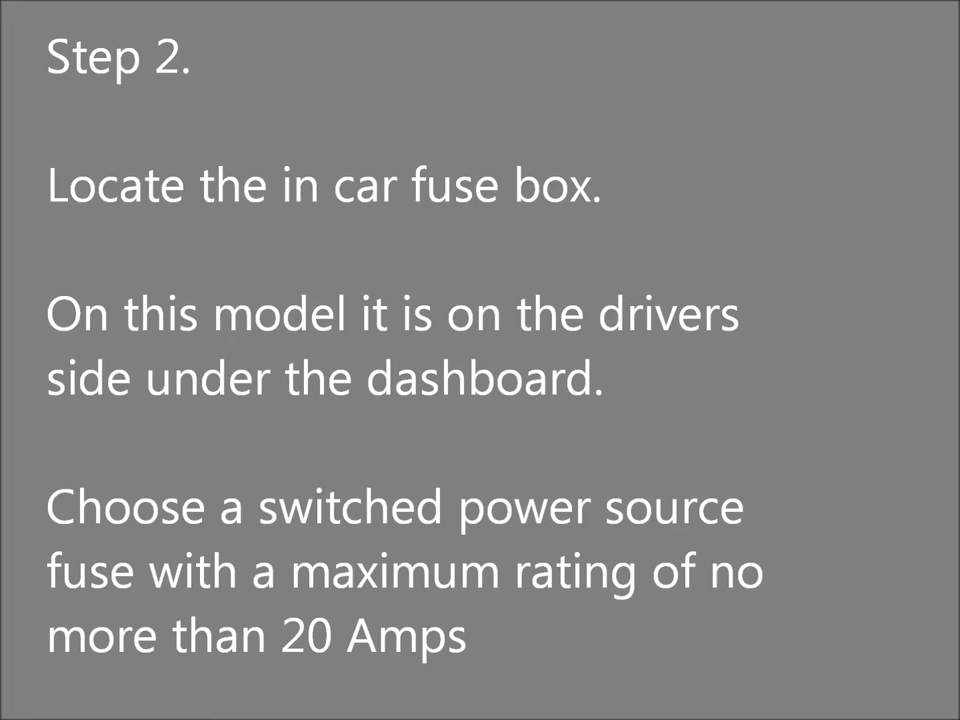 Step 2.
Locate the in car fuse box.
On this model it is on the drivers
side under the dashboard.
Choose a switched power source
fuse with a maximum rating of no
more than 20 Amps